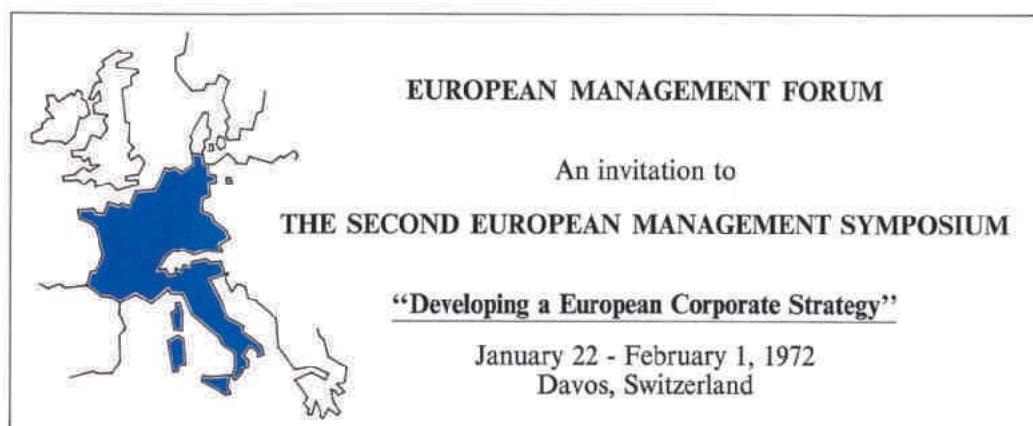 EUROPEAN MANAGEMENT FORUM
An invitation to
THE SECOND EUROPEAN MANAGEMENT SYMPOSIUM
“Developing a European Corporate Strategy”
January 22 - February 1, 1972
Davos, Switzerland